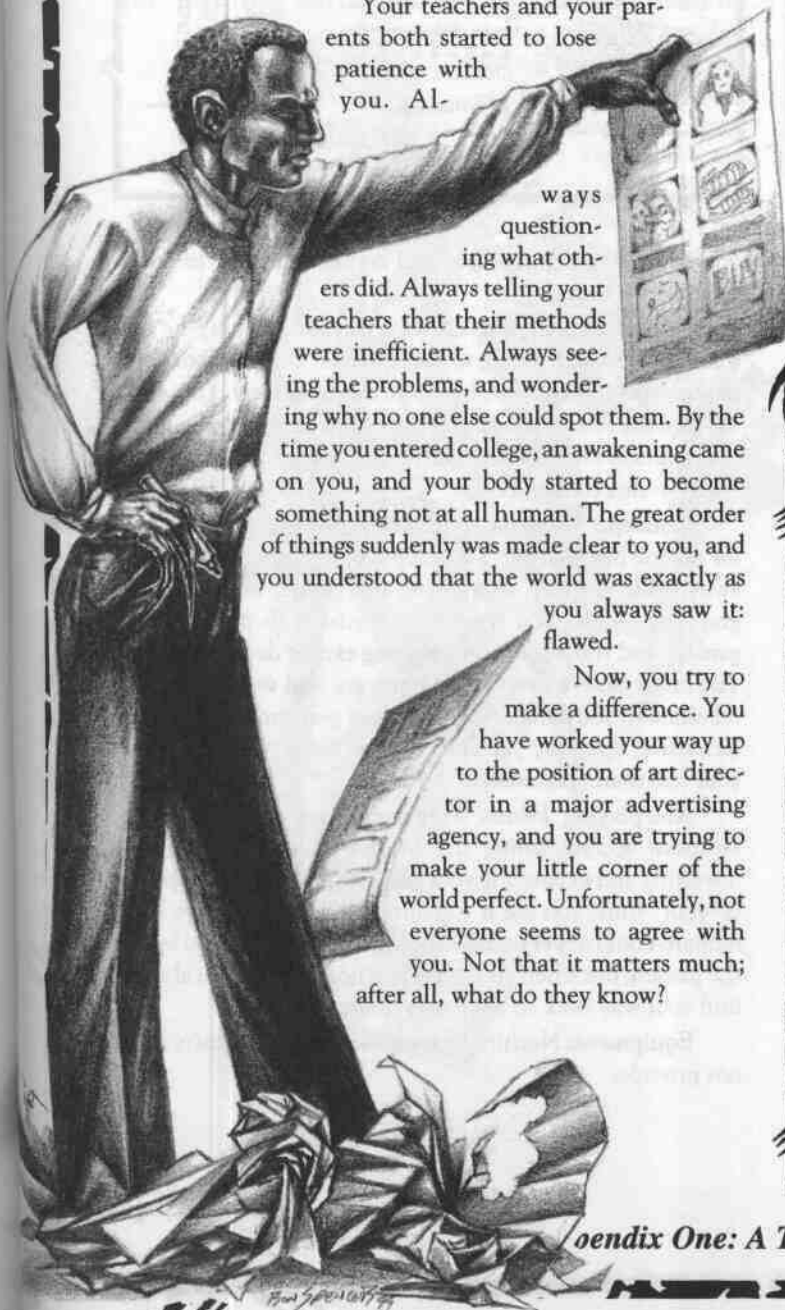 Your teachers and your par-
ents both started to lose
patience with
you. Al-
ways
question-
ing what oth-
ers did. Always telling your
teachers that their methods
were inefficient. Always see-
ing the problems, and wonder-
ing why no one else could spot them. By the
time you entered college, an awakening came
on you, and your body started to become
something not at all human. The great order
of things suddenly was made clear to you, and
you understood that the world was exactly as
you always saw it:
flawed.
Now, you try to
make a difference. You
have worked your way up
to the position of art direc-
tor in a major advertising
agency, and you are trying to
make your little corner of the
world perfect. Unfortunately, not
everyone seems to agree with
you. Not that it matters much;
after all, what do they know?
pendix One: A T